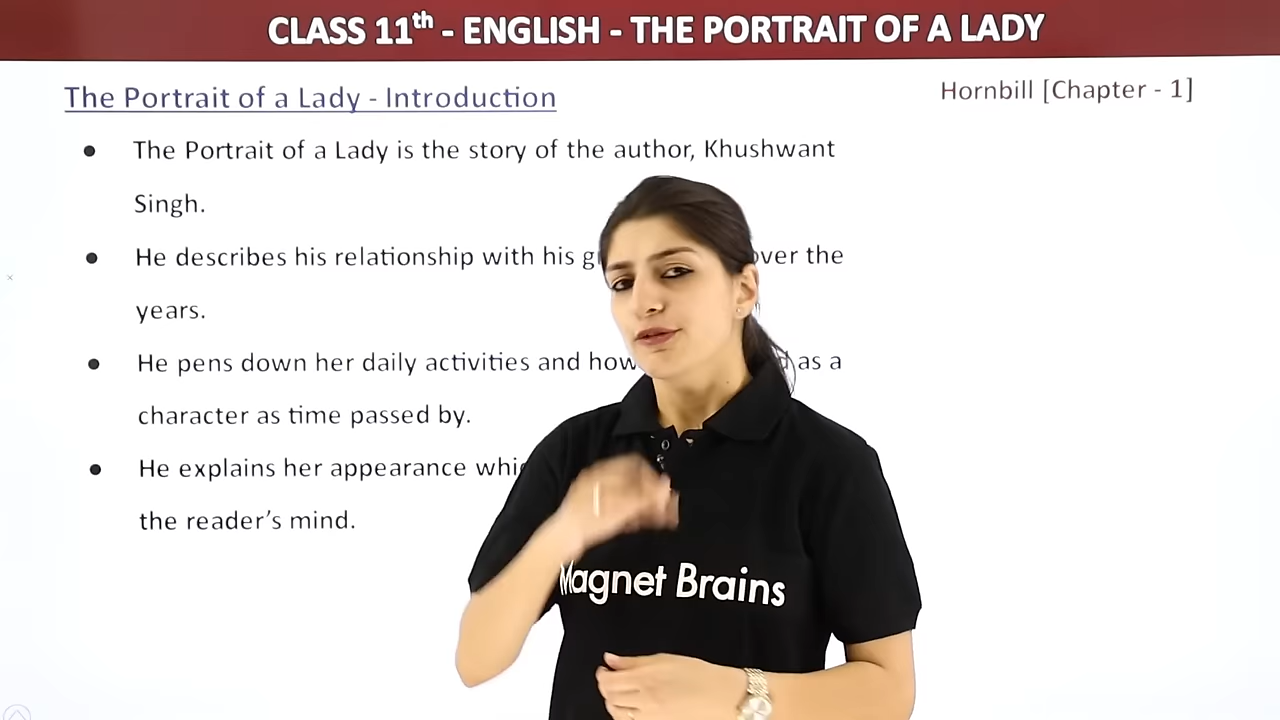 CLASS 11th - ENGLISH - THE PORTRAIT OF A LADY
The Portrait of a Lady - Introduction
Hornbill [Chapter - 1]
● The Portrait of a Lady is the story of the author, Khushwant
Singh.
● He describes his relationship with his over the
years.
● He pens down her daily activities and how as a
character as time passed by.
● He explains her appearance
the reader’s mind.
Magnet Brains